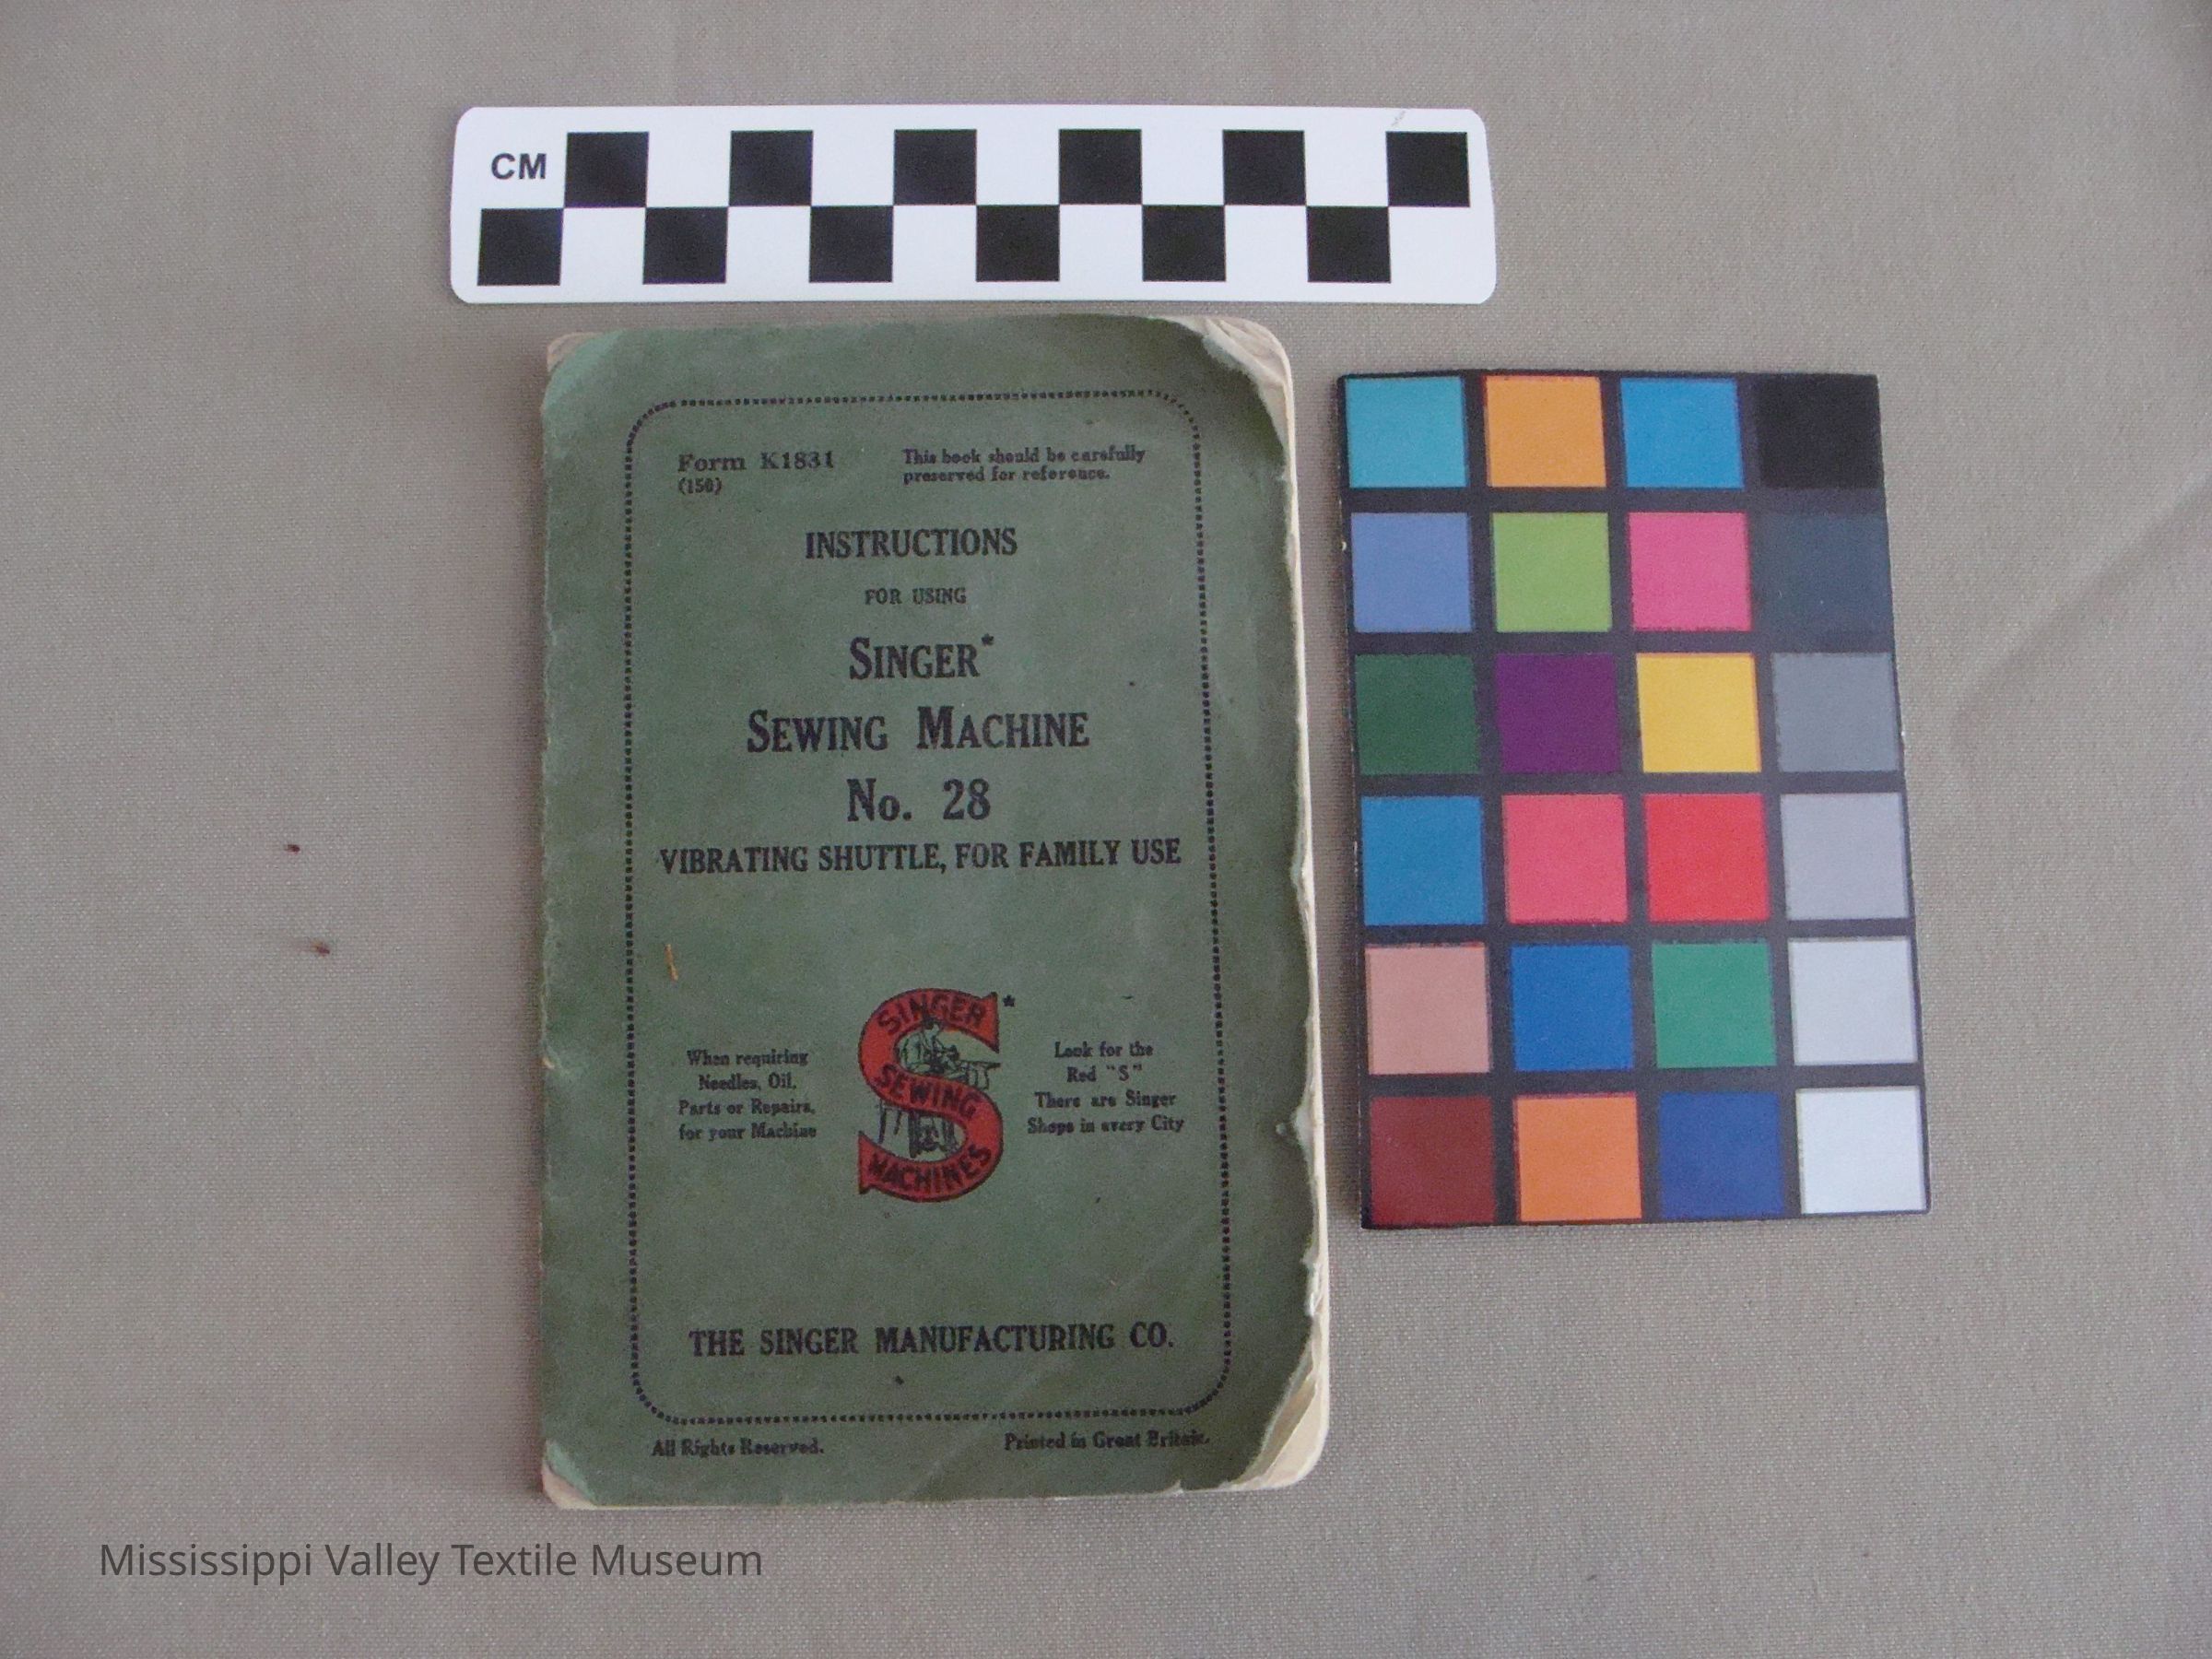 CM
Form K1831
(150)
This book should be carefully
preserved for reference.
INSTRUCTIONS
FOR USING
SINGER*
SEWING MACHINE
No. 28
VIBRATING SHUTTLE, FOR FAMILY USE
When requiring
Needles, Oil,
Parts or Repairs,
for your Machine
SINGER*
SEWING
MACHINES
Look for the
Red "S"
There are Singer
Shops in every City
THE SINGER MANUFACTURING CO.
All Rights Reserved.
Printed in Great Britain.
Mississippi Valley Textile Museum